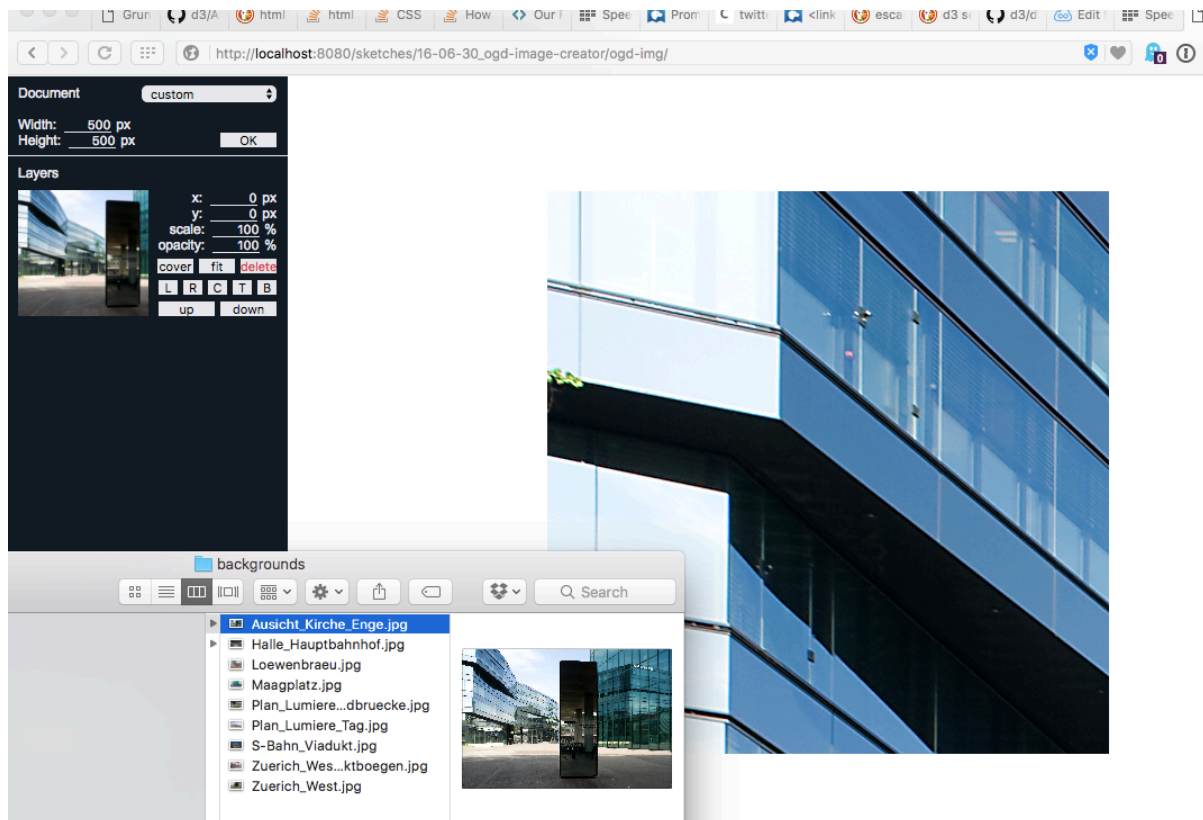 Grun d3/A html html CSS How Our F Spee Prom twitt <link esca d3 s d3/d Edit Spee
http://localhost:8080/sketches/16-06-30_ogd-image-creator/ogd-img/
0
Document custom
Width: 500 px
Height: 500 px OK
Layers
x: 0 px
y: 0 px
scale: 100 %
opacity: 100 %
cover fit delete
L R C T B
up down
backgrounds
Search
Ausicht_Kirche_Enge.jpg
Halle_Hauptbahnhof.jpg
Loewenbraeu.jpg
Maagplatz.jpg
Plan_Lumiere...dbruecke.jpg
Plan_Lumiere_Tag.jpg
S-Bahn_Viadukt.jpg
Zuerich_Wes...ktboegen.jpg
Zuerich_West.jpg